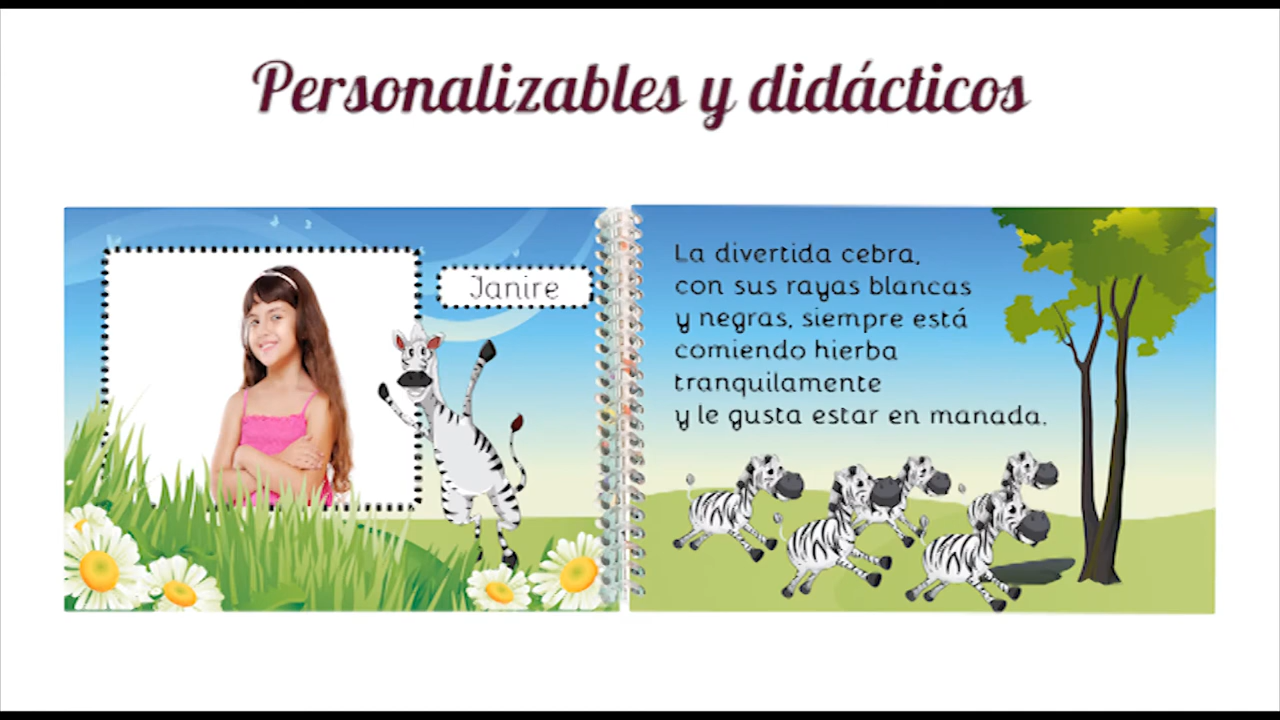 Personalizables y didácticos
Janire
La divertida cebra,
con sus rayas blancas
y negras, siempre está
comiendo hierba
tranquilamente
y le gusta estar en manada.